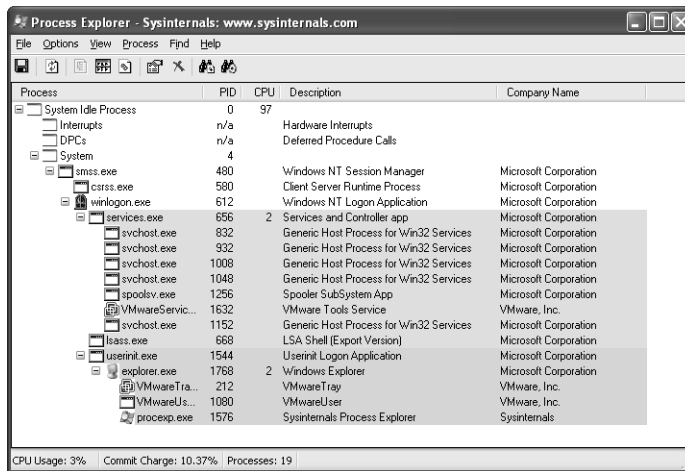 Process Explorer - Sysinternals: www.sysinternals.com
File Options View Process Find Help
Process PID CPU Description Company Name
System Idle Process 0 97
Interrupts n/a Hardware Interrupts
DPCs n/a Deferred Procedure Calls
System 4
smss.exe 480 Windows NT Session Manager Microsoft Corporation
csrss.exe 580 Client Server Runtime Process Microsoft Corporation
winlogon.exe 612 Windows NT Logon Application Microsoft Corporation
services.exe 656 2 Services and Controller app Microsoft Corporation
svchost.exe 832 Generic Host Process for Win32 Services Microsoft Corporation
svchost.exe 932 Generic Host Process for Win32 Services Microsoft Corporation
svchost.exe 1008 Generic Host Process for Win32 Services Microsoft Corporation
svchost.exe 1048 Generic Host Process for Win32 Services Microsoft Corporation
spoolsv.exe 1256 Spooler SubSystem App Microsoft Corporation
VMwareServic... 1632 VMware Tools Service VMware, Inc.
svchost.exe 1152 Generic Host Process for Win32 Services Microsoft Corporation
lsass.exe 668 LSA Shell (Export Version) Microsoft Corporation
userinit.exe 1544 Userinit Logon Application Microsoft Corporation
explorer.exe 1768 2 Windows Explorer Microsoft Corporation
VMwareTra... 212 VMwareTray VMware, Inc.
VMwareUs... 1080 VMwareUser VMware, Inc.
procexp.exe 1576 Sysinternals Process Explorer Sysinternals
CPU Usage: 3% Commit Charge: 10.37% Processes: 19